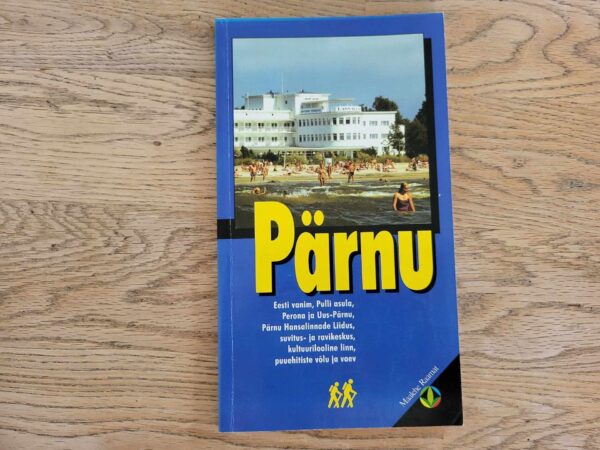 Pärnu
Eesti vanim, Pulli asula,
Perona ja Uus-Pärnu,
Pärnu Hansalinnade Liidus,
suvitus- ja ravikeskus,
kultuurilooline linn,
puuehitiste võlu ja vaev
Maalehe Raamat